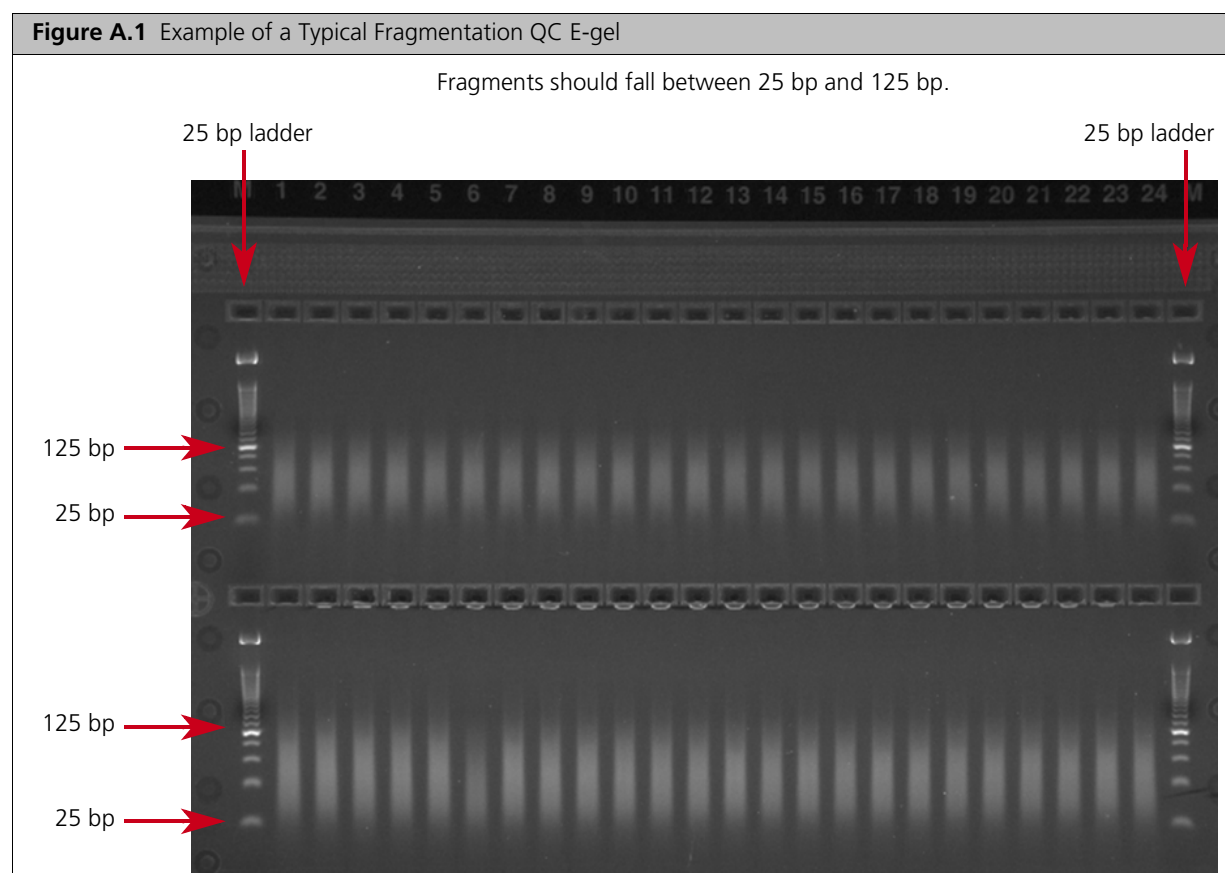 Figure A.1 Example of a Typical Fragmentation QC E-gel
Fragments should fall between 25 bp and 125 bp.
25 bp ladder 25 bp ladder
M 1 2 3 4 5 6 7 8 9 10 11 12 13 14 15 16 17 18 19 20 21 22 23 24 M
125 bp
25 bp
125 bp
25 bp